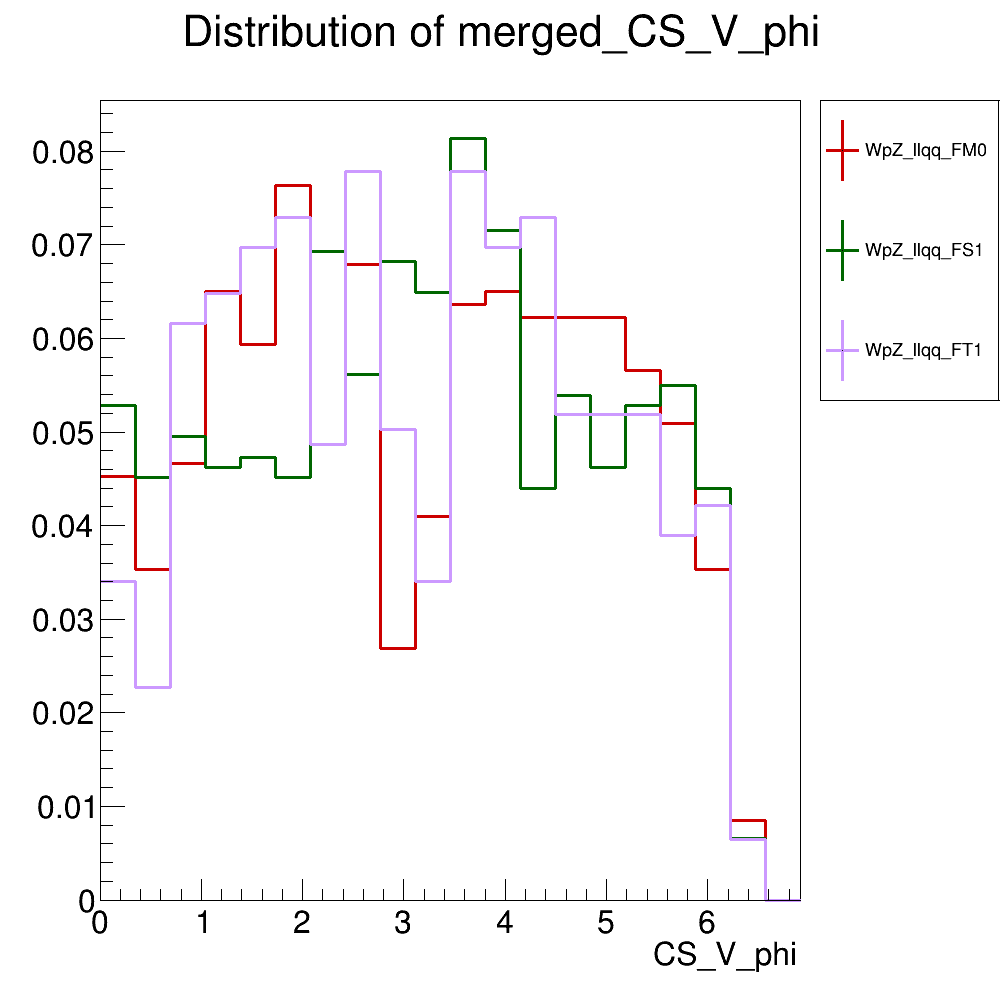 Distribution of merged_CS_V_phi
WpZ_llqq_FM0
WpZ_llqq_FS1
WpZ_llqq_FT1
0.08
0.07
0.06
0.05
0.04
0.03
0.02
0.01
0
0 1 2 3 4 5 6
CS_V_phi